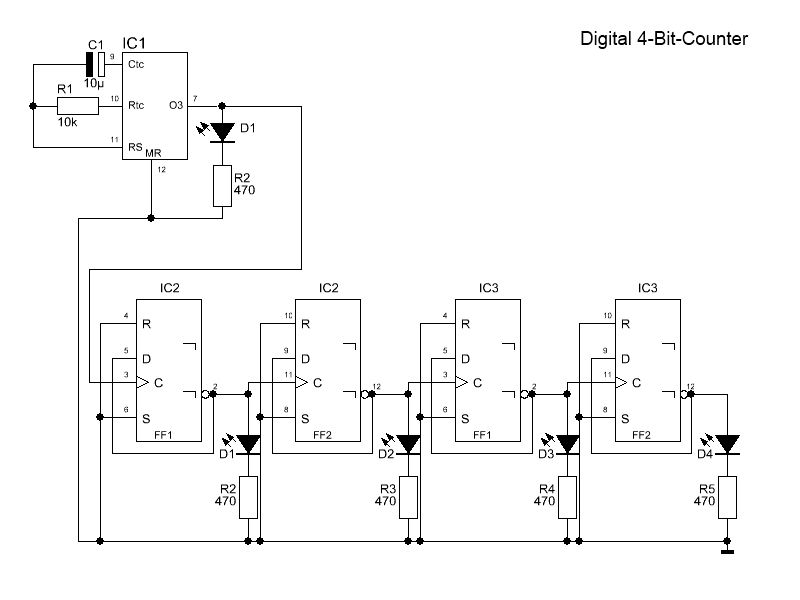 Digital 4-Bit-Counter
C1
IC1
9
Ctc
10µ
R1
10
Rtc
O3
7
10k
D1
11
RS
MR
12
R2
470
IC2
IC2
IC3
IC3
4
R
10
R
4
R
10
R
5
D
9
D
5
D
9
D
3
C
2
11
C
12
3
C
2
11
C
12
6
S
8
S
6
S
8
S
FF1
FF2
FF1
FF2
D1
D2
D3
D4
R2
470
R3
470
R4
470
R5
470